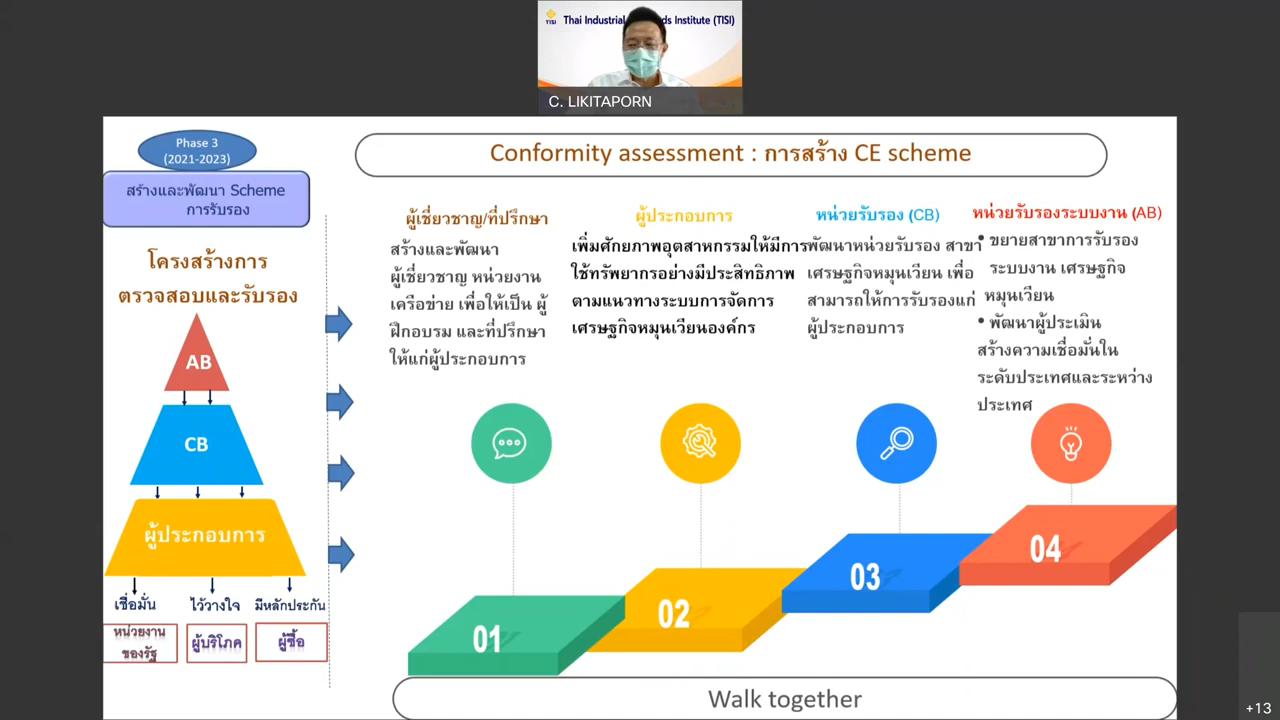 TISI
Thai Industrial
ds Institute (TISI)
C. LIKITAPORN
Phase 3
(2021-2023)
สร้างและพัฒนา Scheme
การรับรอง
โครงสร้างการ
ตรวจสอบและรับรอง
AB
CB
ผู้ประกอบการ
เชื่อมั่น
ไว้วางใจ
มีหลักประกัน
หน่วยงาน
ของรัฐ
ผู้บริโภค
ผู้ซื้อ
Conformity assessment : การสร้าง CE scheme
ผู้เชี่ยวชาญ/ที่ปรึกษา
สร้างและพัฒนา
ผู้เชี่ยวชาญ หน่วยงาน
เครือข่าย เพื่อให้เป็น ผู้
ฝึกอบรม และที่ปรึกษา
ให้แก่ผู้ประกอบการ
ผู้ประกอบการ
เพิ่มศักยภาพอุตสาหกรรมให้มีการ
ใช้ทรัพยากรอย่างมีประสิทธิภาพ
ตามแนวทางระบบการจัดการ
เศรษฐกิจหมุนเวียนองค์กร
หน่วยรับรอง (CB)
พัฒนาหน่วยรับรอง สาขา
เศรษฐกิจหมุนเวียน เพื่อ
สามารถให้การรับรองแก่
ผู้ประกอบการ
หน่วยรับรองระบบงาน (AB)
• ขยายสาขาการรับรอง
ระบบงาน เศรษฐกิจ
หมุนเวียน
• พัฒนาผู้ประเมิน
สร้างความเชื่อมั่นใน
ระดับประเทศและระหว่าง
ประเทศ
01
02
03
04
Walk together
+13